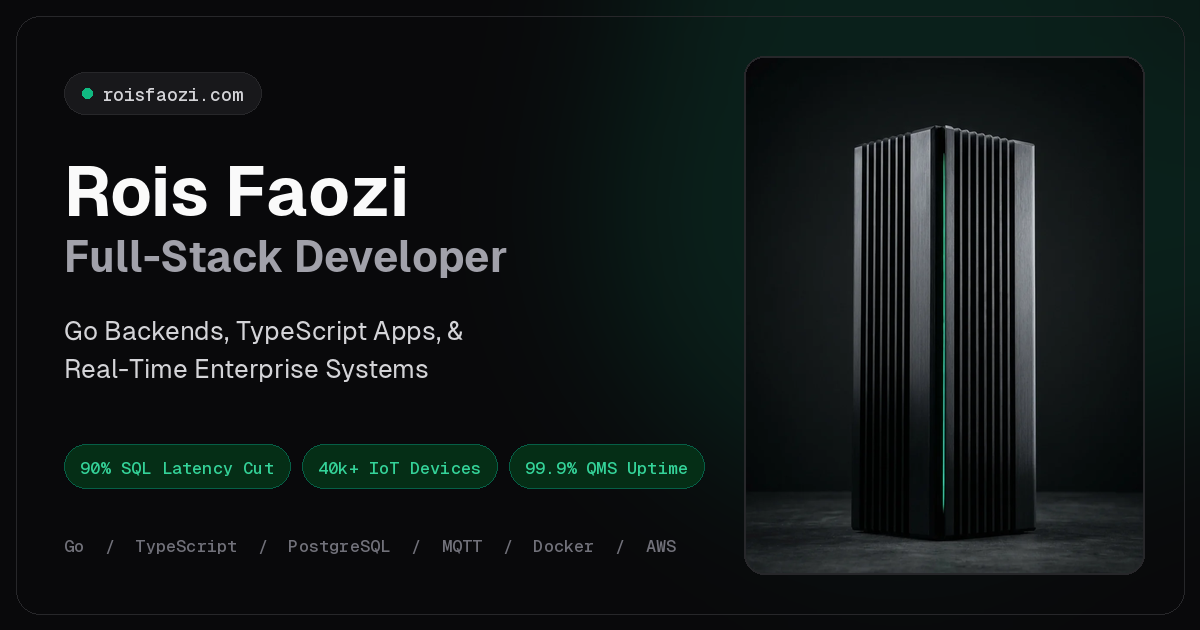 roisfaozi.com
Rois Faozi
Full-Stack Developer
Go Backends, TypeScript Apps, &
Real-Time Enterprise Systems
90% SQL Latency Cut
40k+ IoT Devices
99.9% QMS Uptime
Go / TypeScript / PostgreSQL / MQTT / Docker / AWS